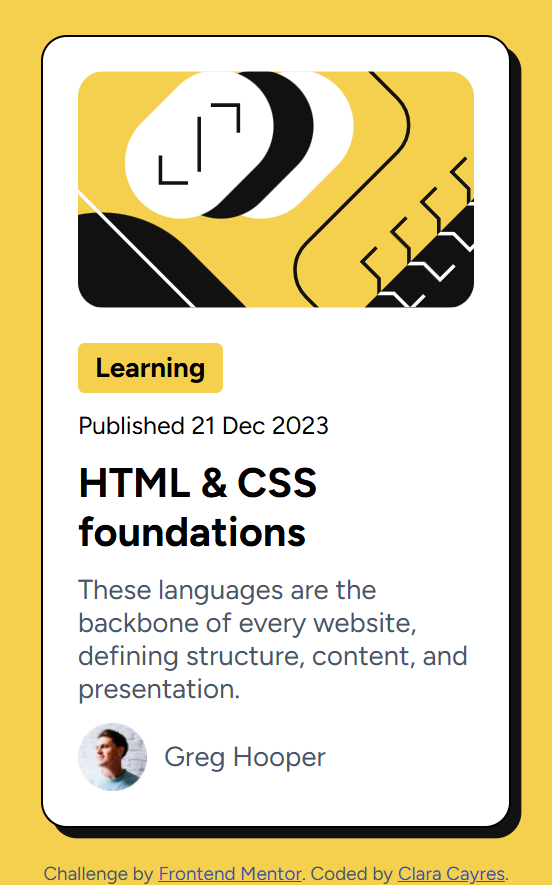 Learning
Published 21 Dec 2023
HTML & CSS
foundations
These languages are the
backbone of every website,
defining structure, content, and
presentation.
Greg Hooper
Challenge by Frontend Mentor. Coded by Clara Cayres.